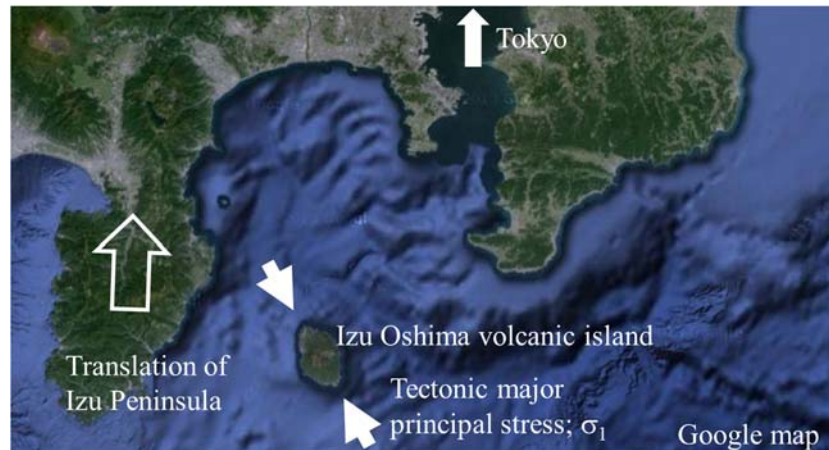 Tokyo
Izu Oshima volcanic island
Translation of
Izu Peninsula
Tectonic major
principal stress; σ₁
Google map